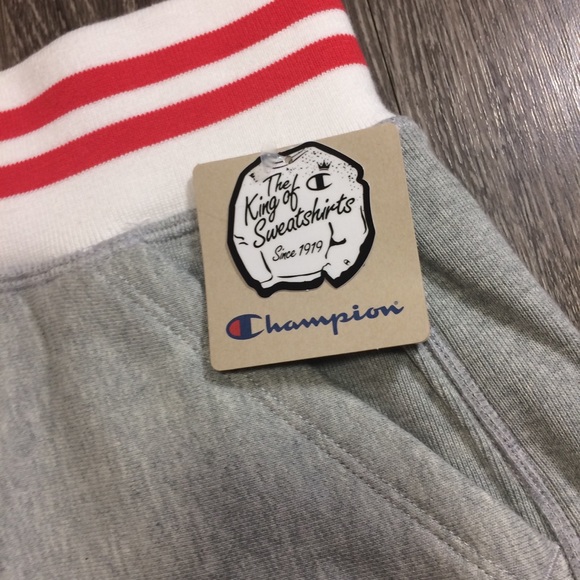 The
King of
Sweatshirts
Since 1919
Champion®